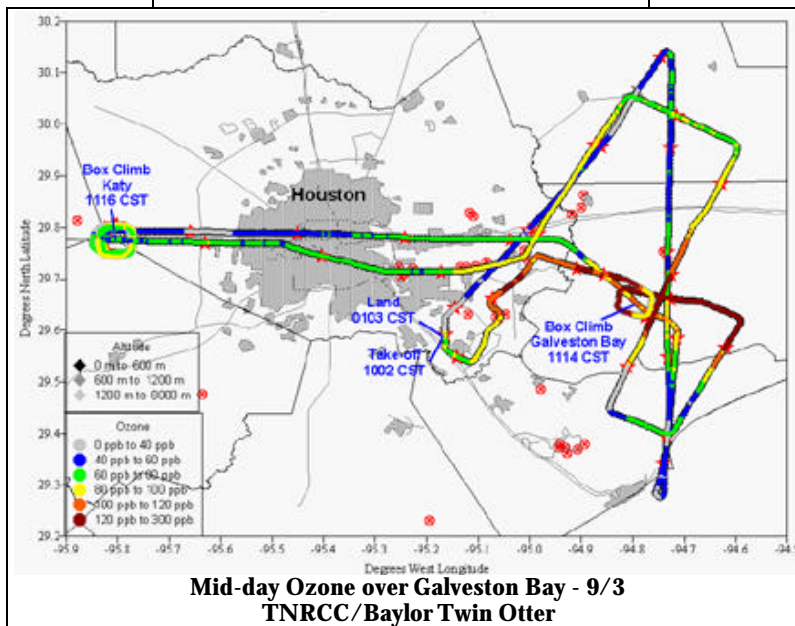 30.2
30.1
30.0
29.9
29.8
29.7
29.6
29.5
29.4
29.3
29.2
Degrees North Latitude
Box Climb
Katy
1116 CST
Houston
Land
0103 CST
Take-off
1002 CST
Box Climb
Galveston Bay
1114 CST
Altitude
0 m to 600 m
600 m to 1200 m
1200 m to 8000 m
Ozone
0 ppb to 40 ppb
40 ppb to 60 ppb
60 ppb to 80 ppb
80 ppb to 100 ppb
100 ppb to 120 ppb
120 ppb to 300 ppb
-95.9 -95.8 -95.7 -95.6 -95.5 -95.4 -95.3 -95.2 -95.1 -95.0 -94.9 -94.8 -94.7 -94.6
Degrees West Longitude
Mid-day Ozone over Galveston Bay - 9/3
TNRCC/Baylor Twin Otter